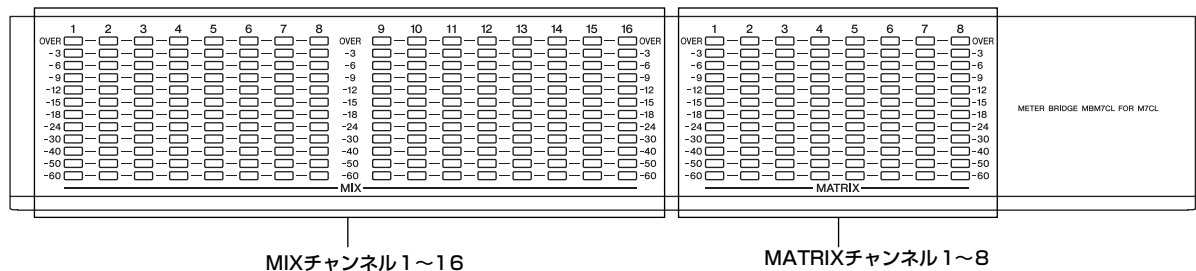 1 2 3 4 5 6 7 8 9 10 11 12 13 14 15 16 1 2 3 4 5 6 7 8
OVER OVER OVER OVER OVER
-3 -3 -3 -3 -3
-6 -6 -6 -6 -6
-9 -9 -9 -9 -9
-12 -12 -12 -12 -12
-15 -15 -15 -15 -15
-18 -18 -18 -18 -18
-24 -24 -24 -24 -24
-30 -30 -30 -30 -30
-40 -40 -40 -40 -40
-50 -50 -50 -50 -50
-60 -60 -60 -60 -60
MIX MATRIX
METER BRIDGE MBM7CL FOR M7CL
MIXチャンネル1〜16
MATRIXチャンネル1〜8